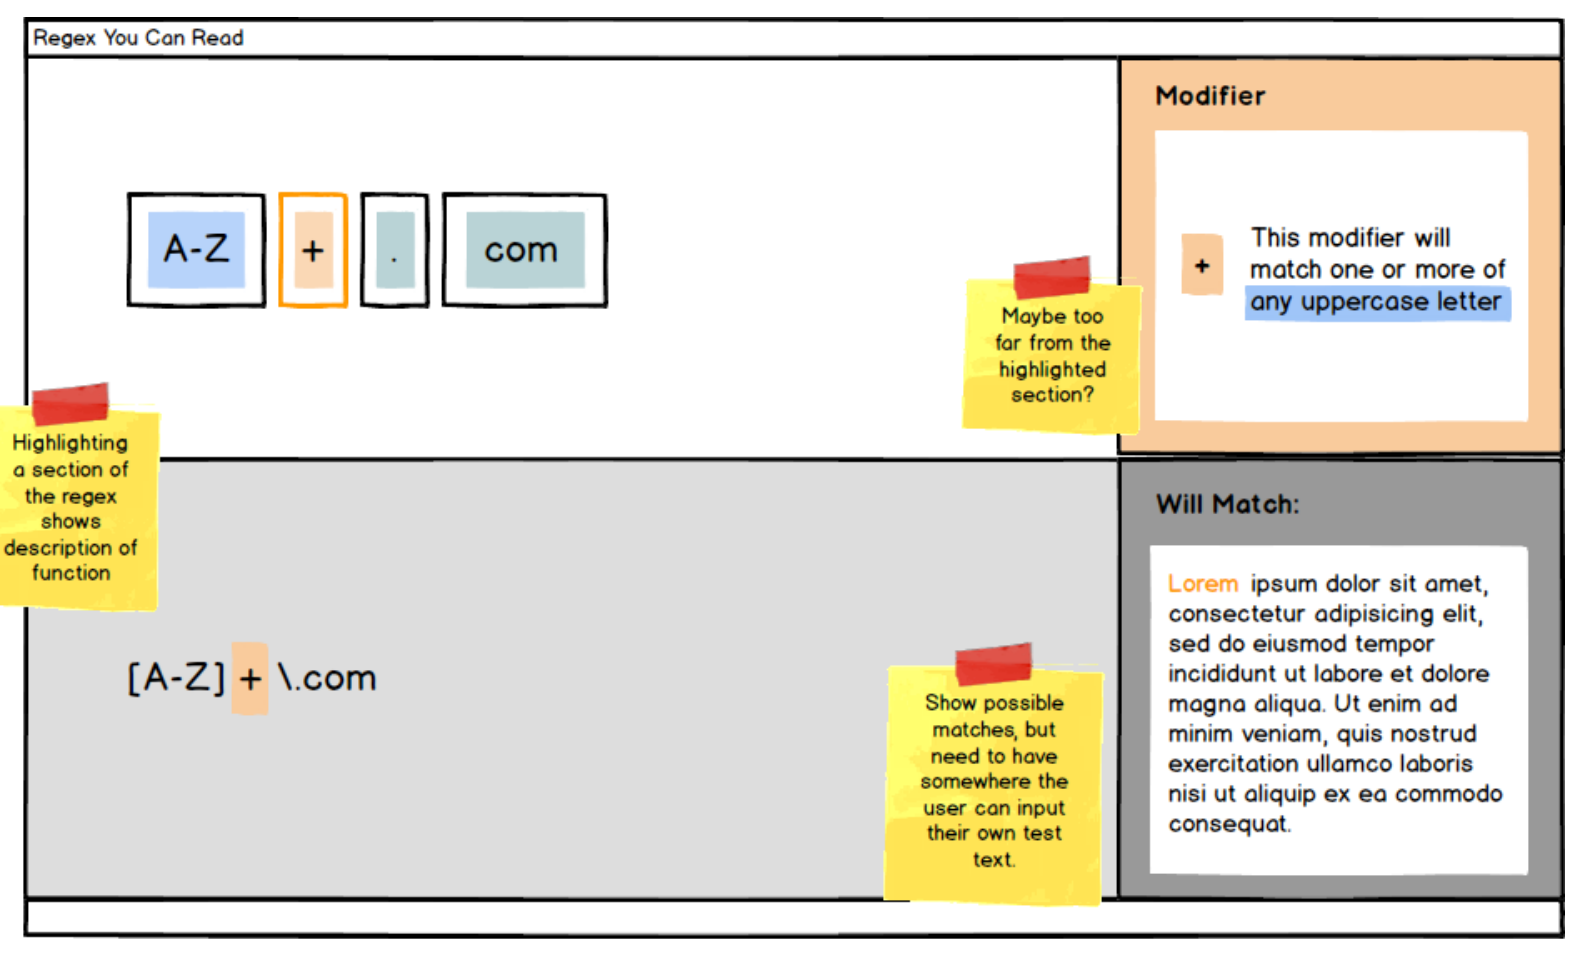 Regex You Can Read
A-Z + . com
Modifier
+
This modifier will
match one or more of
any uppercase letter
Maybe too
far from the
highlighted
section?
Highlighting
a section of
the regex
shows
description of
function
[A-Z] + \.com
Show possible
matches, but
need to have
somewhere the
user can input
their own test
text.
Will Match:
Lorem ipsum dolor sit amet,
consectetur adipisicing elit,
sed do eiusmod tempor
incididunt ut labore et dolore
magna aliqua. Ut enim ad
minim veniam, quis nostrud
exercitation ullamco laboris
nisi ut aliquip ex ea commodo
consequat.